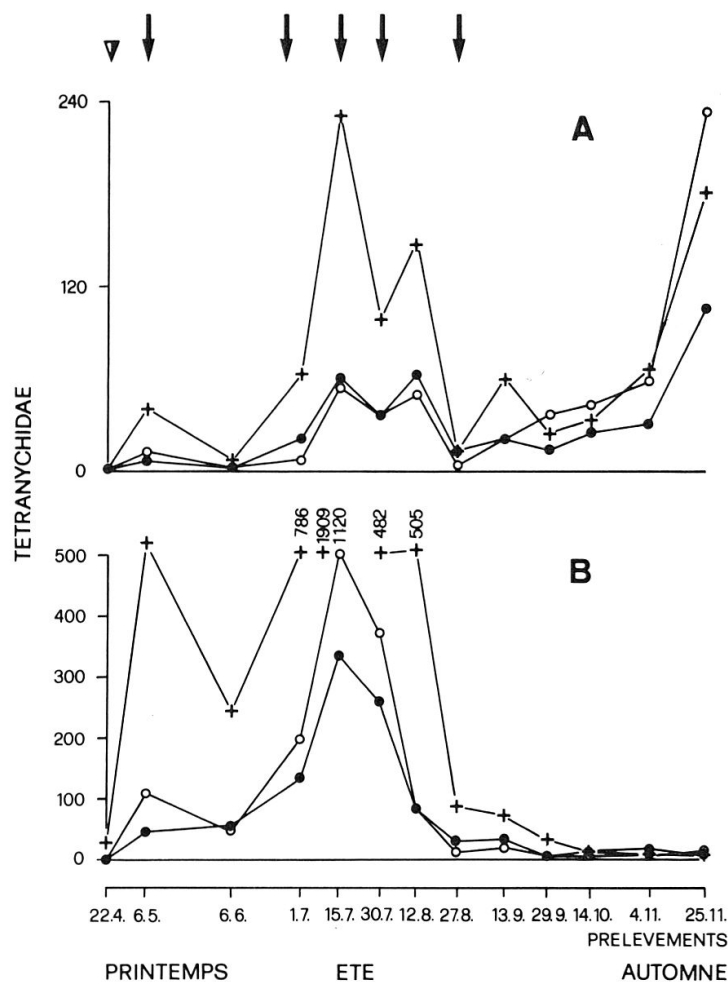 240
A
120
TETRANYCHIDAE
0
786
1909
1120
482
505
500
B
400
300
200
100
0
22.4. 6.5. 6.6. 1.7. 15.7. 30.7. 12.8. 27.8. 13.9. 29.9. 14.10. 4.11. 25.11.
PRELEVEMENTS
PRINTEMPS ETE AUTOMNE